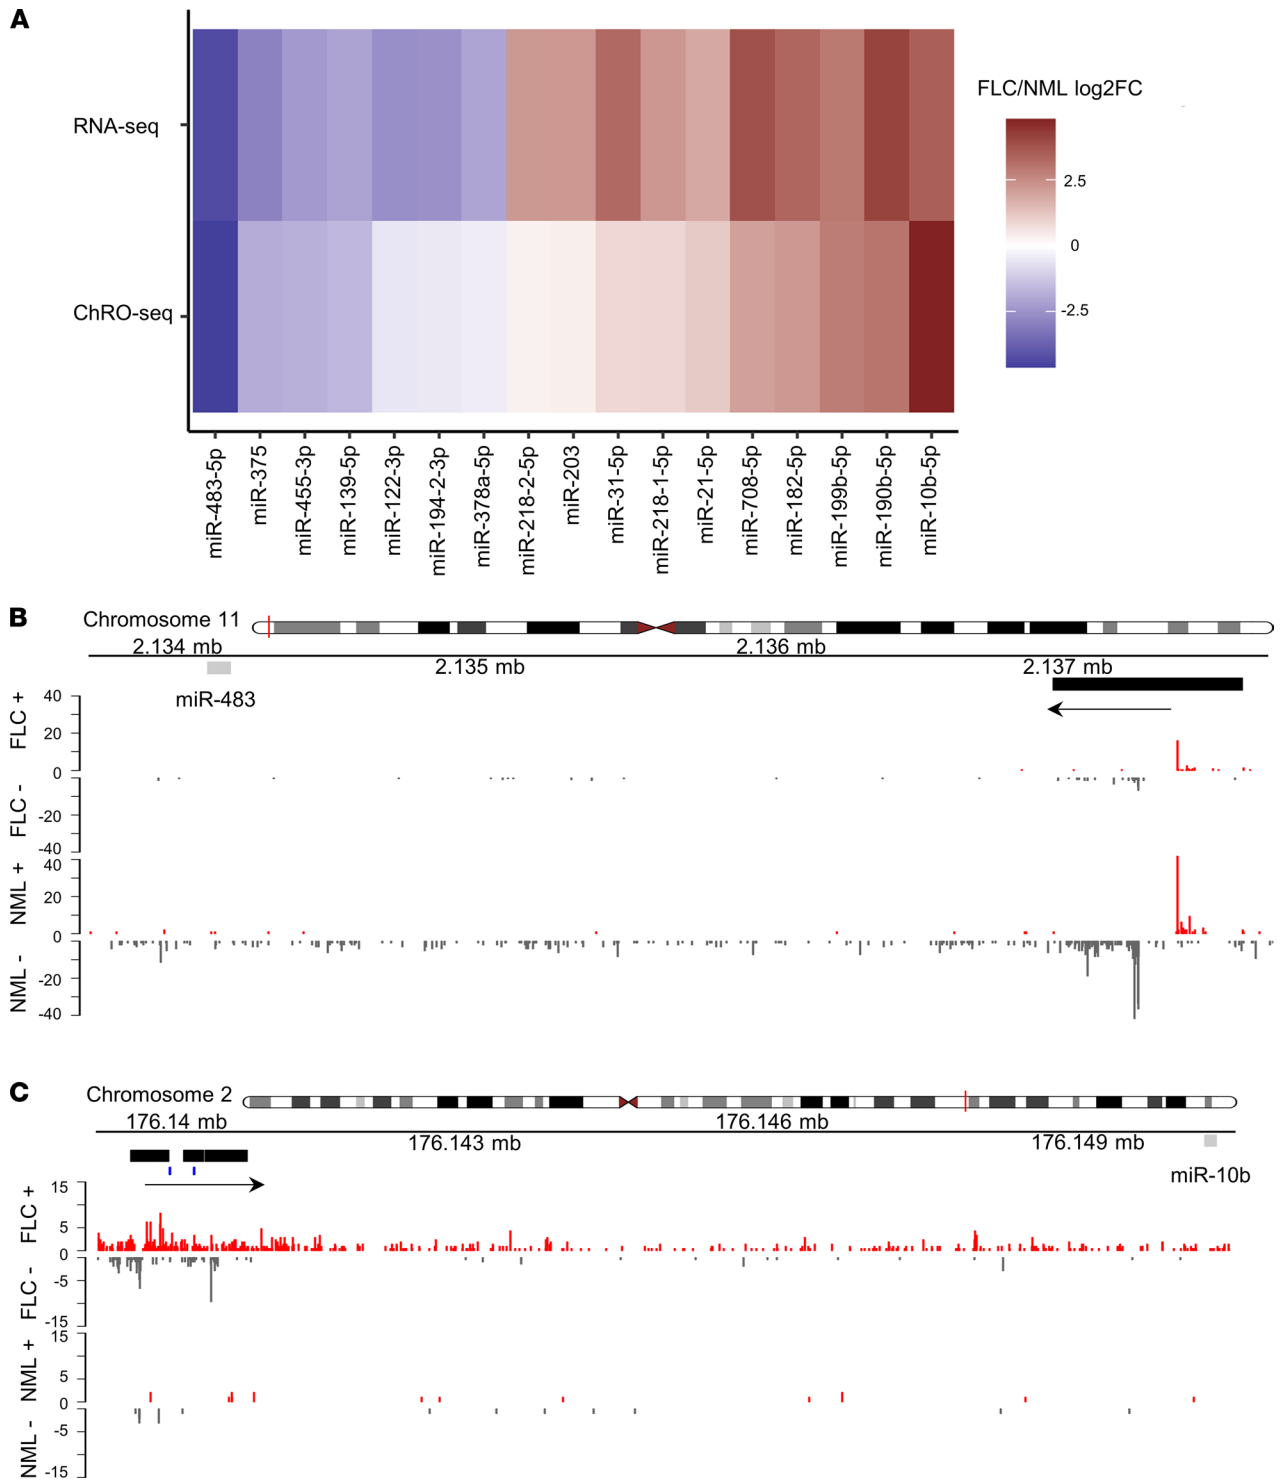 A
RNA-seq
ChRO-seq
FLC/NML log2FC
2.5
0
-2.5
miR-483-5p
miR-375
miR-455-3p
miR-139-5p
miR-122-3p
miR-194-2-3p
miR-378a-5p
miR-218-2-5p
miR-203
miR-31-5p
miR-218-1-5p
miR-21-5p
miR-708-5p
miR-182-5p
miR-199b-5p
miR-190b-5p
miR-10b-5p
B
Chromosome 11
2.134 mb
2.135 mb
2.136 mb
2.137 mb
miR-483
FLC +
40
20
0
FLC -
-20
-40
NML +
40
20
0
NML -
-20
-40
C
Chromosome 2
176.14 mb
176.143 mb
176.146 mb
176.149 mb
miR-10b
FLC +
15
5
0
FLC -
-5
-15
NML +
15
5
0
NML -
-5
-15